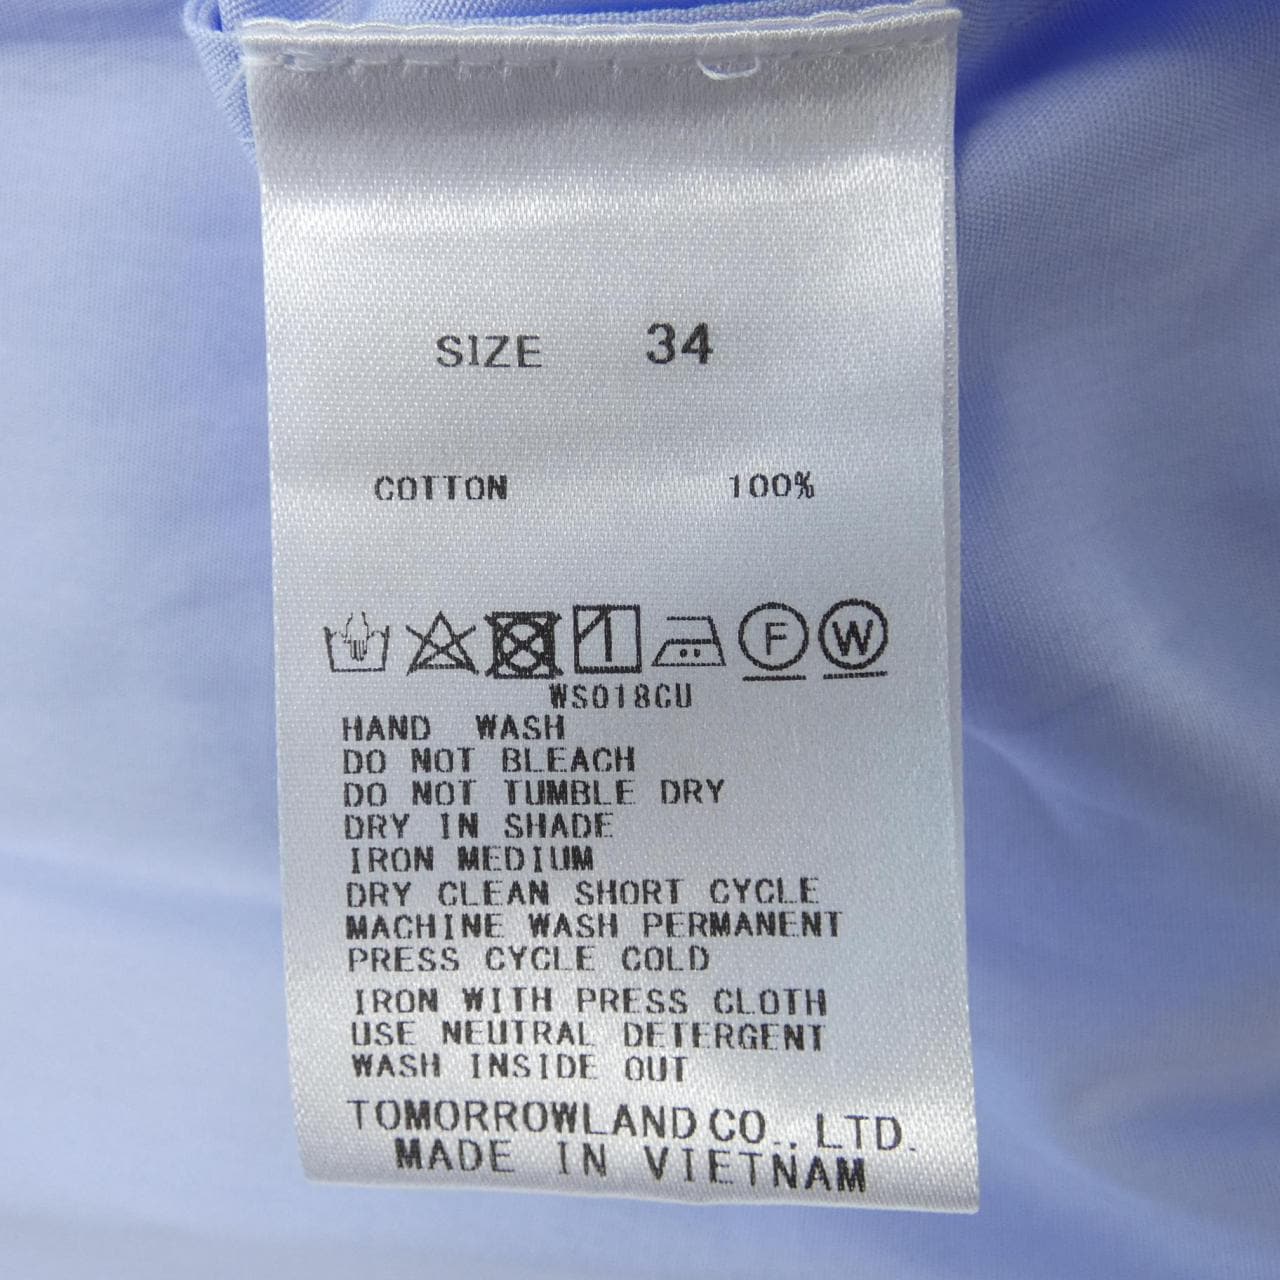 SIZE 34
COTTON 100%
F W
WS018CU
HAND WASH
DO NOT BLEACH
DO NOT TUMBLE DRY
DRY IN SHADE
IRON MEDIUM
DRY CLEAN SHORT CYCLE
MACHINE WASH PERMANENT
PRESS CYCLE COLD
IRON WITH PRESS CLOTH
USE NEUTRAL DETERGENT
WASH INSIDE OUT
TOMORROWLAND CO., LTD.
MADE IN VIETNAM